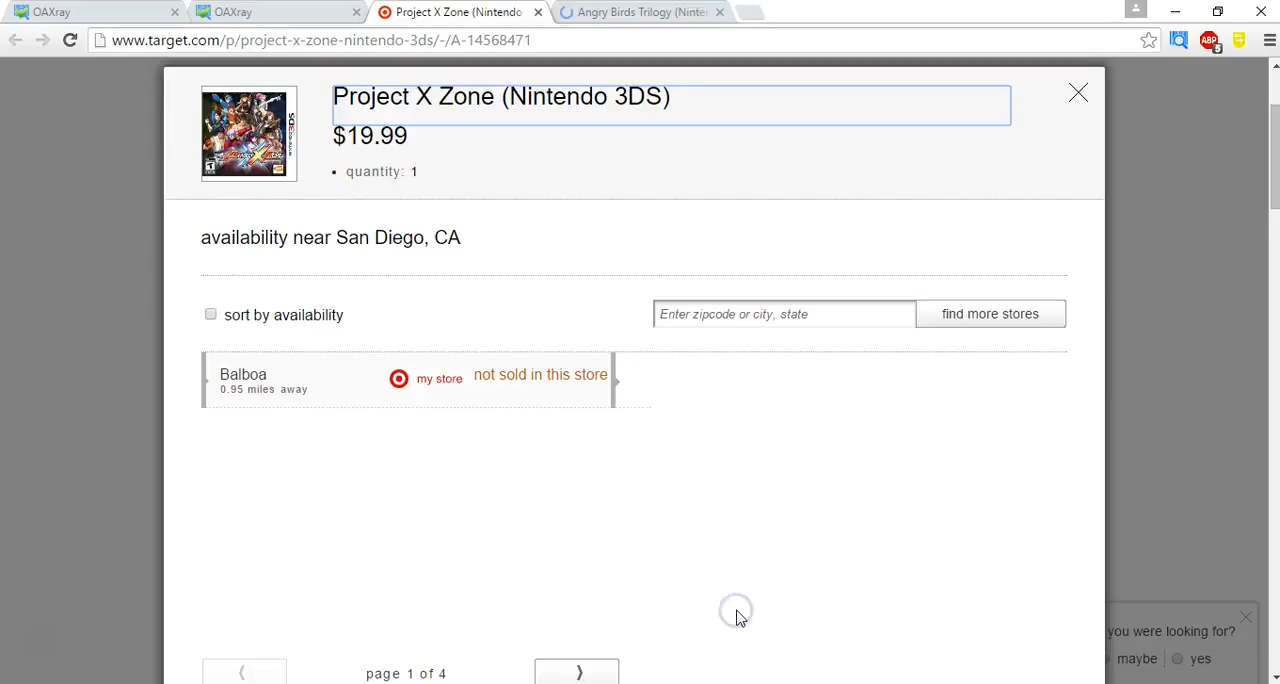 OAXray
OAXray
Project X Zone (Nintendo
Angry Birds Trilogy (Ninte
www.target.com/p/project-x-zone-nintendo-3ds/-/A-14568471
ABP
5
Project X Zone (Nintendo 3DS)
$19.99
quantity: 1
availability near San Diego, CA
sort by availability
Enter zipcode or city, state
find more stores
Balboa
0.95 miles away
my store
not sold in this store
you were looking for?
maybe
yes
page 1 of 4